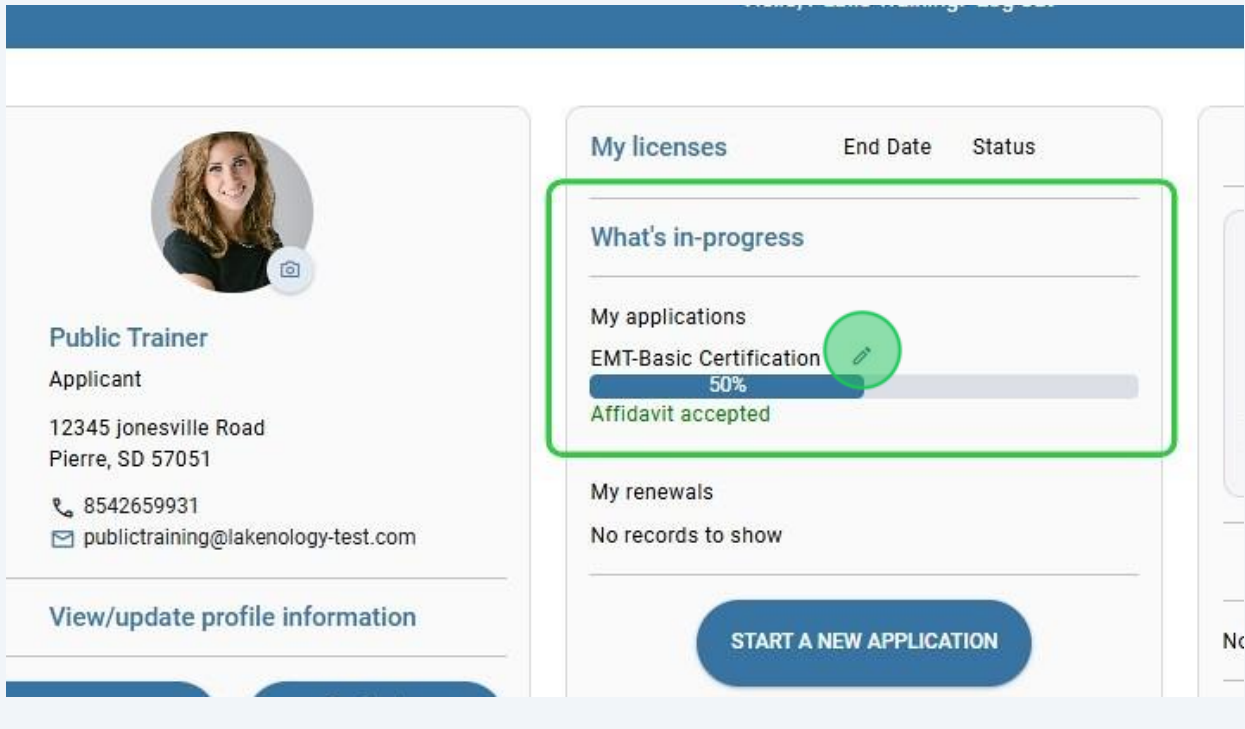 Public Trainer
Applicant
12345 jonesville Road
Pierre, SD 57051
8542659931
publictraining@lakenology-test.com
View/update profile information
My licenses End Date Status
What's in-progress
My applications
EMT-Basic Certification
50%
Affidavit accepted
My renewals
No records to show
START A NEW APPLICATION